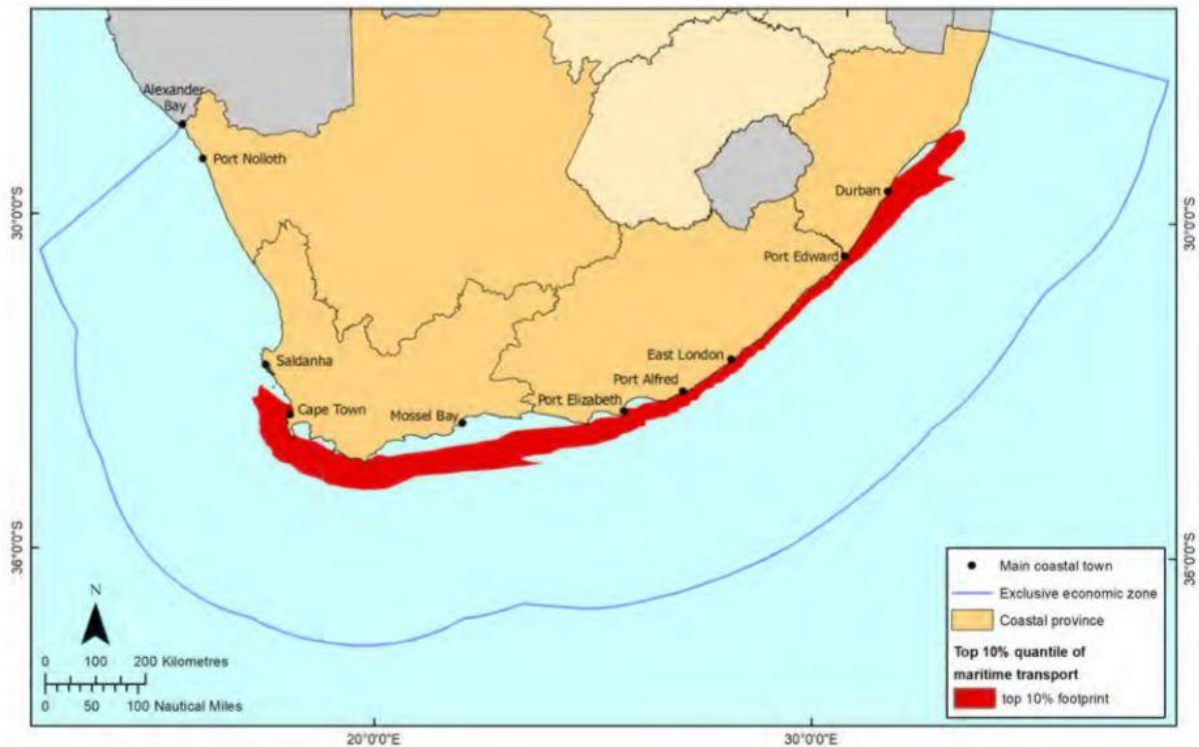 Alexander
Bay
Port Nolloth
30°0'0"S
30°0'0"S
Durban
Port Edward
Saldanha
East London
Port Alfred
Port Elizabeth
Cape Town
Mossel Bay
36°0'0"S
36°0'0"S
N
0 100 200 Kilometres
0 50 100 Nautical Miles
Main coastal town
Exclusive economic zone
Coastal province
Top 10% quantile of
maritime transport
top 10% footprint
20°0'0"E
30°0'0"E